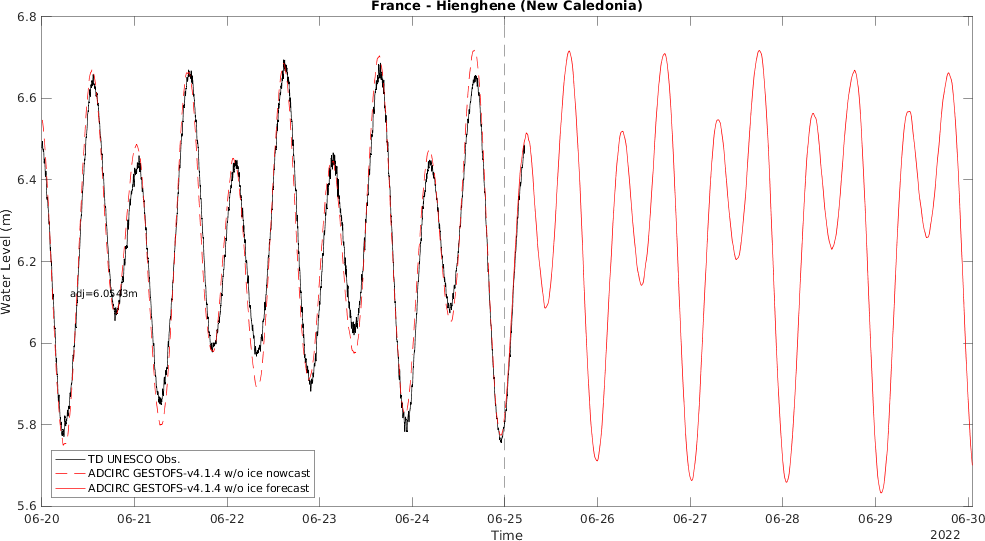 France - Hienghene (New Caledonia)
6.8
6.6
6.4
6.2
6
5.8
5.6
Water Level (m)
adj=6.0543m
TD UNESCO Obs.
ADCIRC GESTOFS-v4.1.4 w/o ice nowcast
ADCIRC GESTOFS-v4.1.4 w/o ice forecast
06-20 06-21 06-22 06-23 06-24 06-25 06-26 06-27 06-28 06-29 06-30
Time
2022